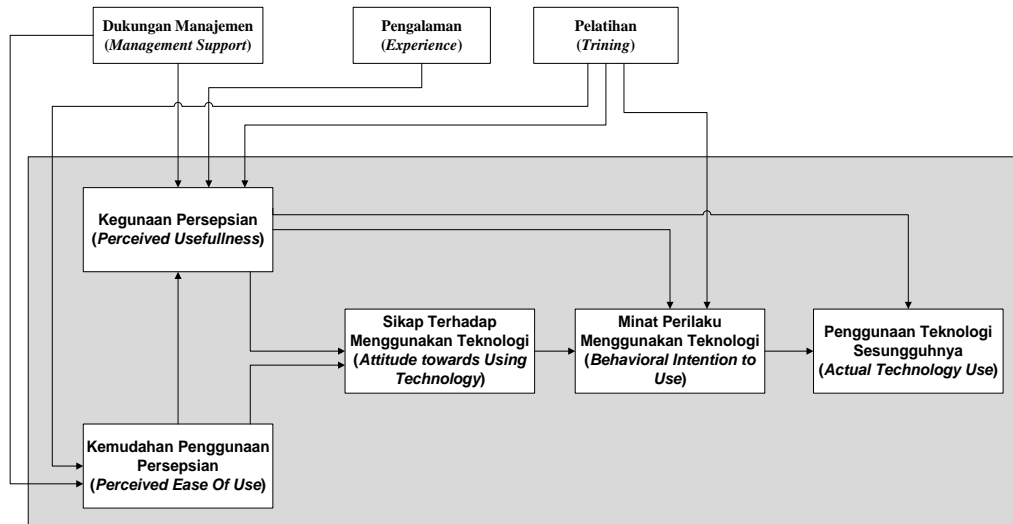 Dukungan Manajemen
(Management Support)
Pengalaman
(Experience)
Pelatihan
(Trining)
Kegunaan Persepsian
(Perceived Usefullness)
Sikap Terhadap
Menggunakan Teknologi
(Attitude towards Using
Technology)
Minat Perilaku
Menggunakan Teknologi
(Behavioral Intention to
Use)
Penggunaan Teknologi
Sesungguhnya
(Actual Technology Use)
Kemudahan Penggunaan
Persepsian
(Perceived Ease Of Use)